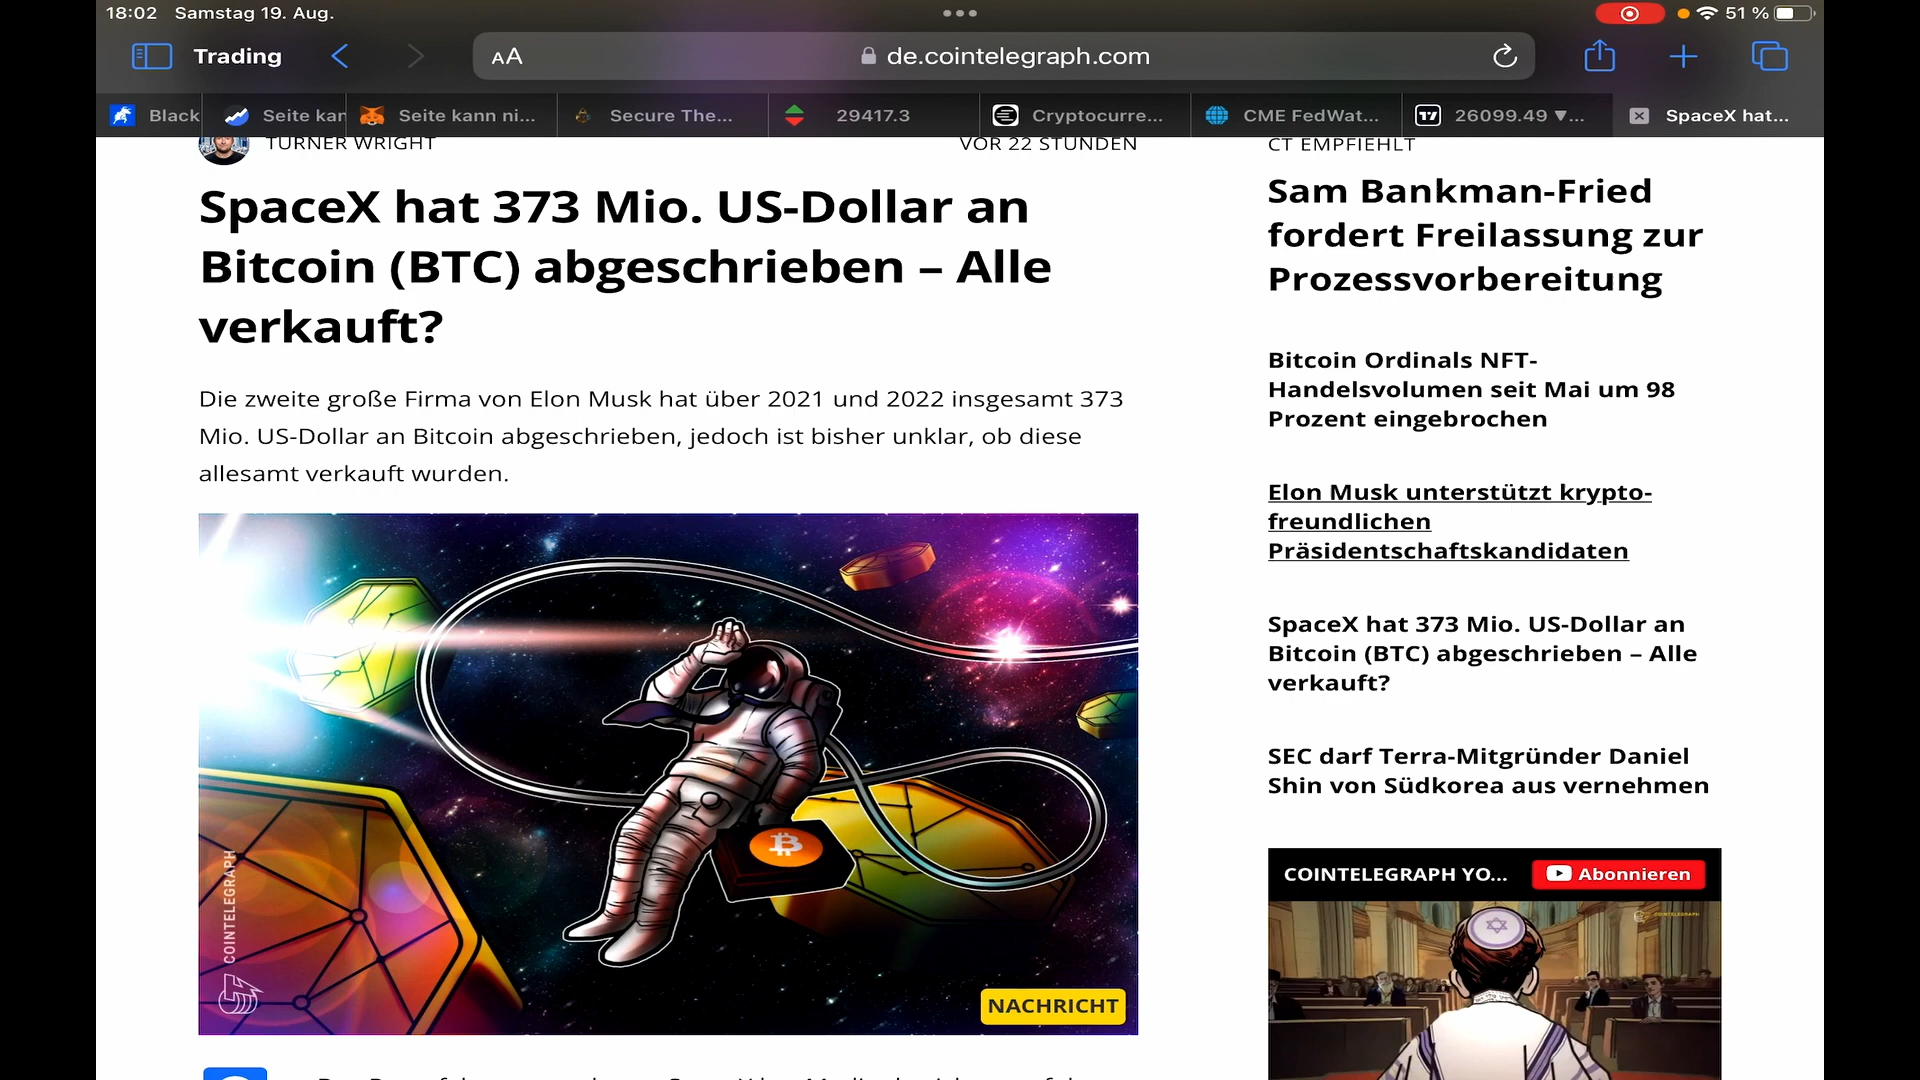 18:02 Samstag 19. Aug.
51 %
Trading
AA
de.cointelegraph.com
Black
Seite kan
Seite kann ni...
Secure The...
29417.3
Cryptocurre...
CME FedWat...
26099.49 ▼...
SpaceX hat...
TURNER WRIGHT
VOR 22 STUNDEN
SpaceX hat 373 Mio. US-Dollar an
Bitcoin (BTC) abgeschrieben – Alle
verkauft?
Die zweite große Firma von Elon Musk hat über 2021 und 2022 insgesamt 373
Mio. US-Dollar an Bitcoin abgeschrieben, jedoch ist bisher unklar, ob diese
allesamt verkauft wurden.
COINTELEGRAPH
NACHRICHT
CT EMPFIEHLT
Sam Bankman-Fried
fordert Freilassung zur
Prozessvorbereitung
Bitcoin Ordinals NFT-
Handelsvolumen seit Mai um 98
Prozent eingebrochen
Elon Musk unterstützt krypto-
freundlichen
Präsidentschaftskandidaten
SpaceX hat 373 Mio. US-Dollar an
Bitcoin (BTC) abgeschrieben – Alle
verkauft?
SEC darf Terra-Mitgründer Daniel
Shin von Südkorea aus vernehmen
COINTELEGRAPH YO...
Abonnieren
COINTELEGRAPH